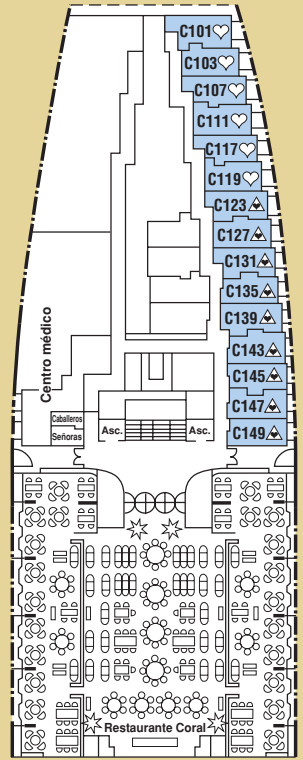 C101
C103
C107
C111
C117
C119
C123
C127
C131
C135
C139
C143
C145
C147
C149
Centro médico
Caballeros
Señoras
Asc.
Asc.
Restaurante Coral